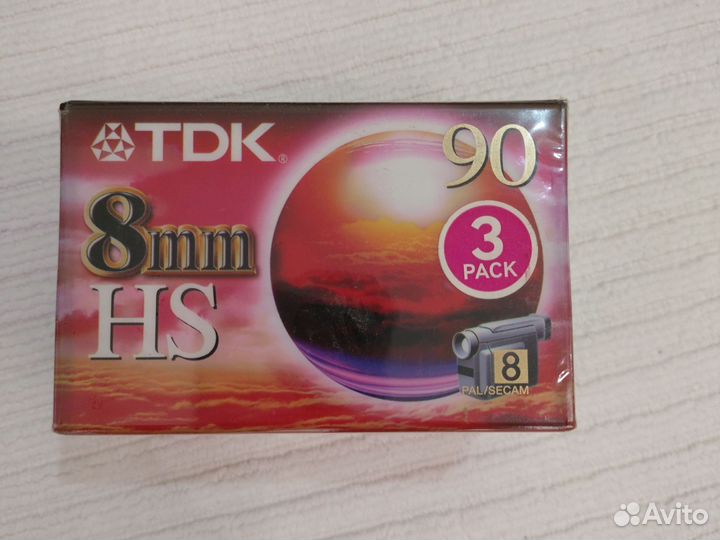 TDK®
90
8mm
HS
3
PACK
8
PAL/SECAM
Avito